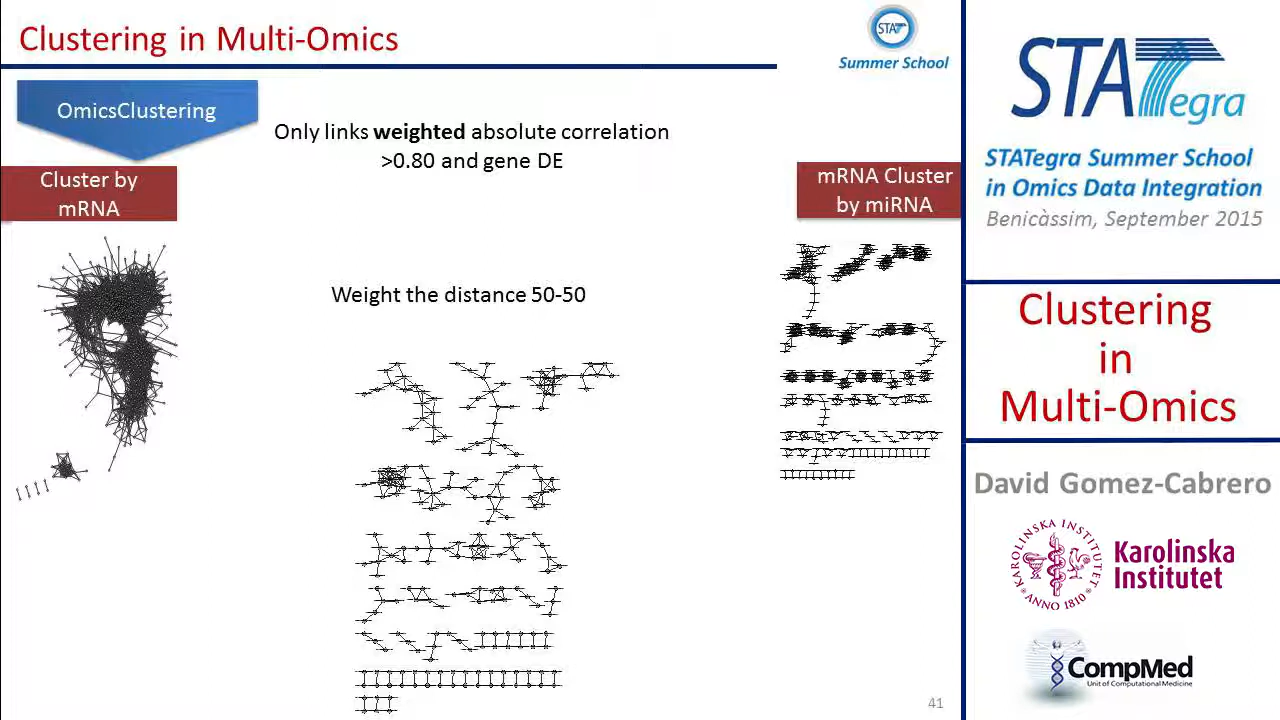 Clustering in Multi-Omics
STAT
Summer School
OmicsClustering
Only links weighted absolute correlation
>0.80 and gene DE
Cluster by
mRNA
mRNA Cluster
by miRNA
Weight the distance 50-50
41
STATegra
STATegra Summer School
in Omics Data Integration
Benicàssim, September 2015
Clustering
in
Multi-Omics
David Gomez-Cabrero
KAROLINSKA INSTITUTET
ANNO 1810
Karolinska
Institutet
CompMed
Unit of Computational Medicine